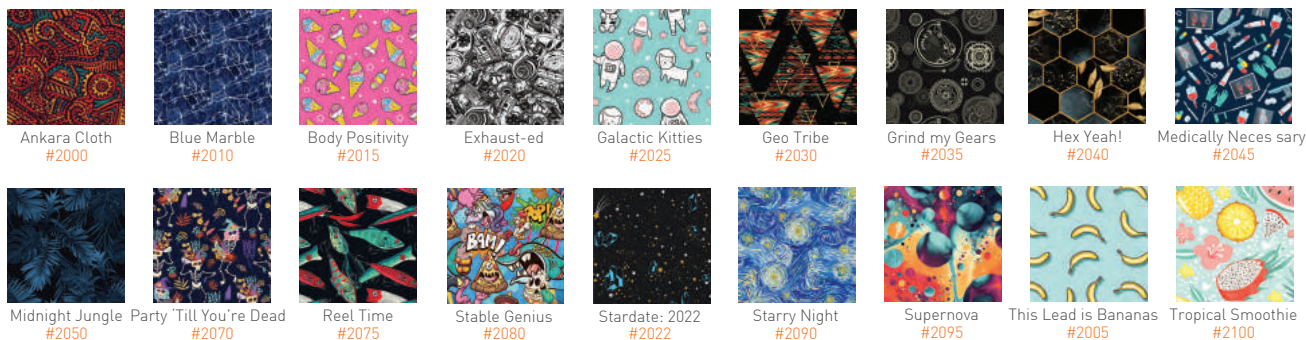 Ankara Cloth
#2000
Blue Marble
#2010
Body Positivity
#2015
Exhaust-ed
#2020
Galactic Kitties
#2025
Geo Tribe
#2030
Grind my Gears
#2035
Hex Yeah!
#2040
Medically Neces sary
#2045
BAM!
POP!
Midnight Jungle
#2050
Party ‘Till You’re Dead
#2070
Reel Time
#2075
Stable Genius
#2080
Stardate: 2022
#2022
Starry Night
#2090
Supernova
#2095
This Lead is Bananas
#2005
Tropical Smoothie
#2100